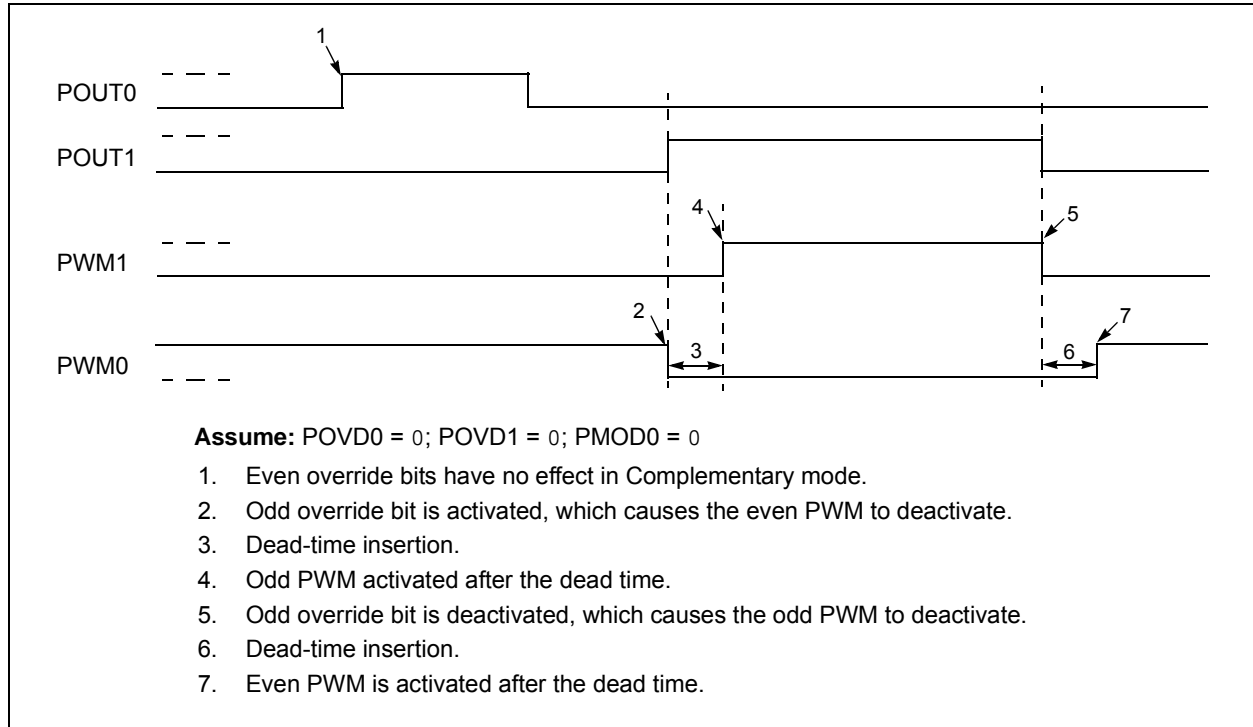 1
POUT0
POUT1
4
5
PWM1
2
7
3
6
PWM0
Assume: POVD0 = 0; POVD1 = 0; PMOD0 = 0
1. Even override bits have no effect in Complementary mode.
2. Odd override bit is activated, which causes the even PWM to deactivate.
3. Dead-time insertion.
4. Odd PWM activated after the dead time.
5. Odd override bit is deactivated, which causes the odd PWM to deactivate.
6. Dead-time insertion.
7. Even PWM is activated after the dead time.